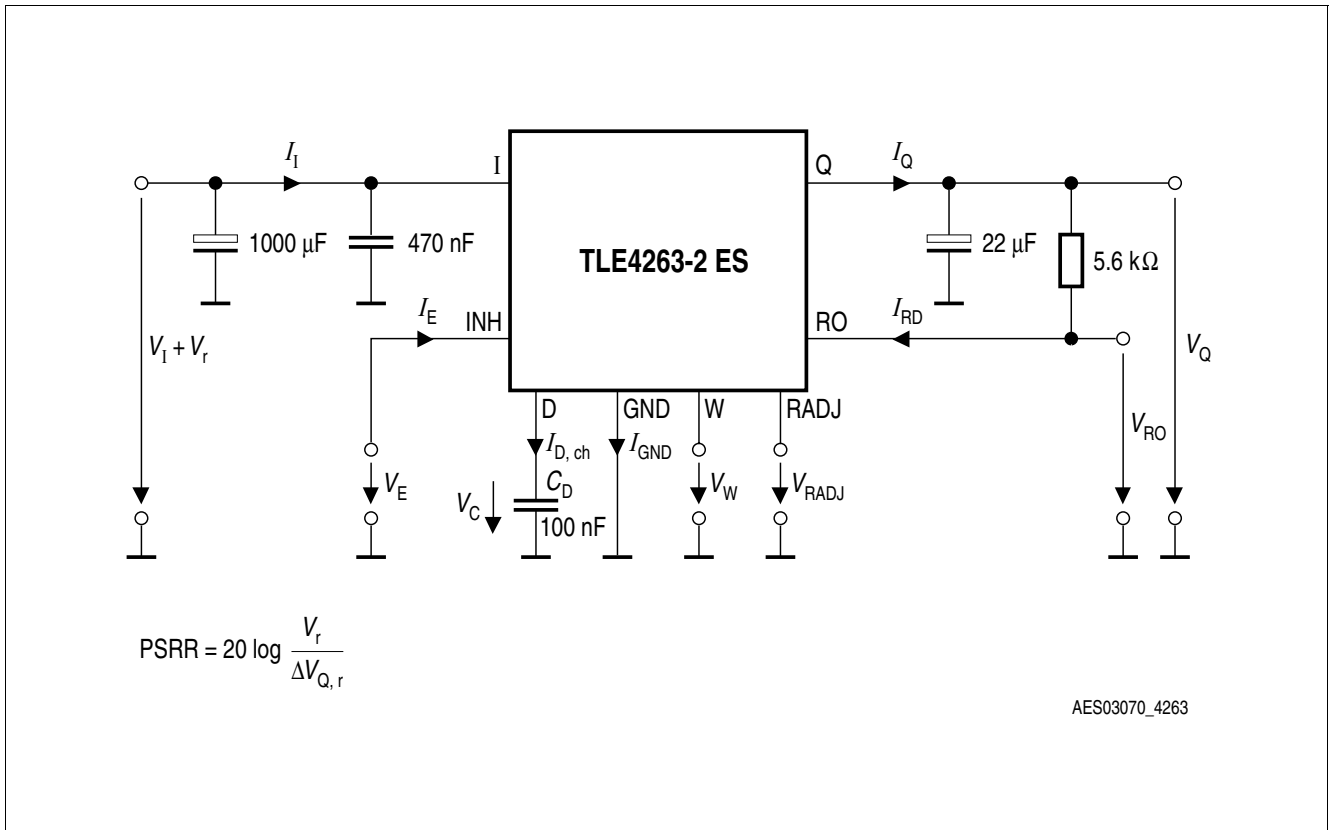 I_I
I
Q
I_Q
1000 µF
470 nF
TLE4263-2 ES
22 µF
5.6 kΩ
I_E
INH
RO
I_RD
V_I + V_r
V_Q
D
GND
W
RADJ
V_RO
I_D, ch
I_GND
V_E
V_C
C_D
V_W
V_RADJ
100 nF
PSRR = 20 log V_r / ΔV_Q, r
AES03070_4263